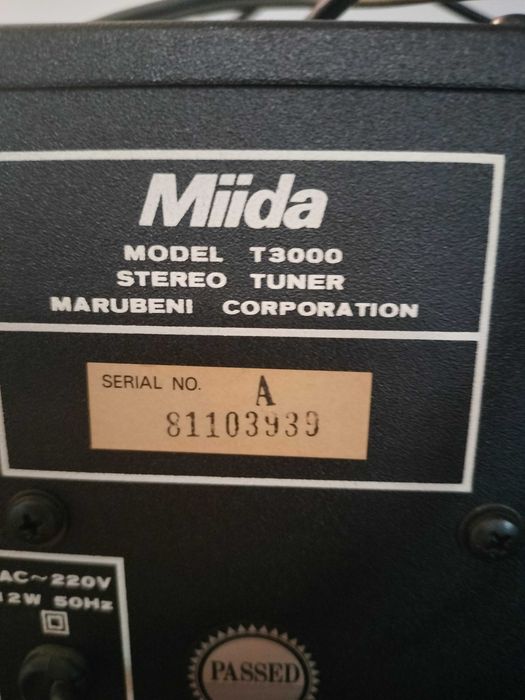 Miida
MODEL T3000
STEREO TUNER
MARUBENI CORPORATION
SERIAL NO. A
81103939
AC~220V
12W 50Hz
PASSED